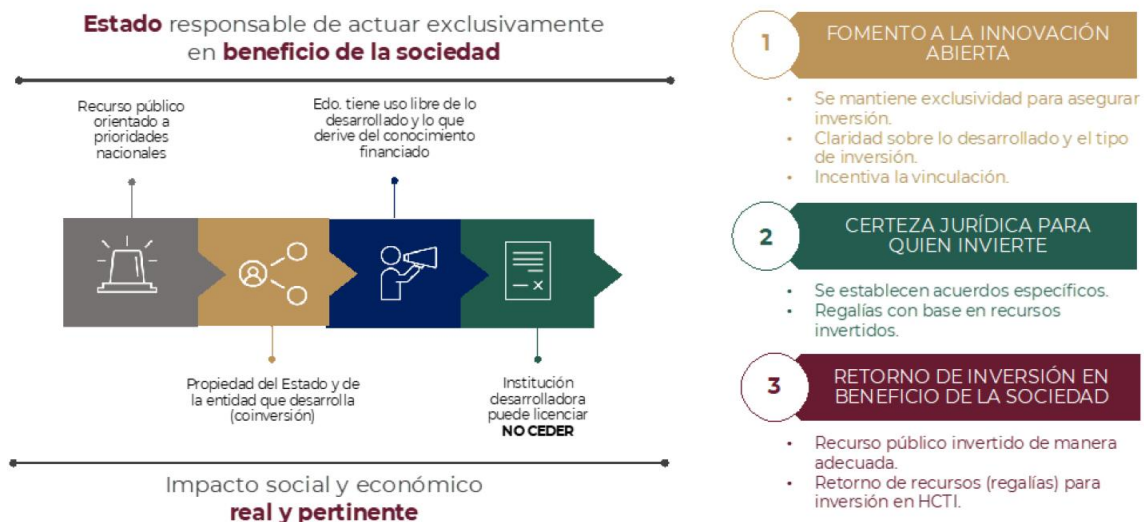 Estado responsable de actuar exclusivamente
en beneficio de la sociedad
Recurso público
orientado a
prioridades
nacionales
Edo. tiene uso libre de lo
desarrollado y lo que
derive del conocimiento
financiado
Propiedad del Estado y de
la entidad que desarrolla
(coinversión)
Institución
desarrolladora
puede licenciar
NO CEDER
Impacto social y económico
real y pertinente
1
FOMENTO A LA INNOVACIÓN
ABIERTA
• Se mantiene exclusividad para asegurar
inversión.
• Claridad sobre lo desarrollado y el tipo
de inversión.
• Incentiva la vinculación.
2
CERTEZA JURÍDICA PARA
QUIEN INVIERTE
• Se establecen acuerdos específicos.
• Regalías con base en recursos
invertidos.
3
RETORNO DE INVERSIÓN EN
BENEFICIO DE LA SOCIEDAD
• Recurso público invertido de manera
adecuada.
• Retorno de recursos (regalías) para
inversión en HCTI.